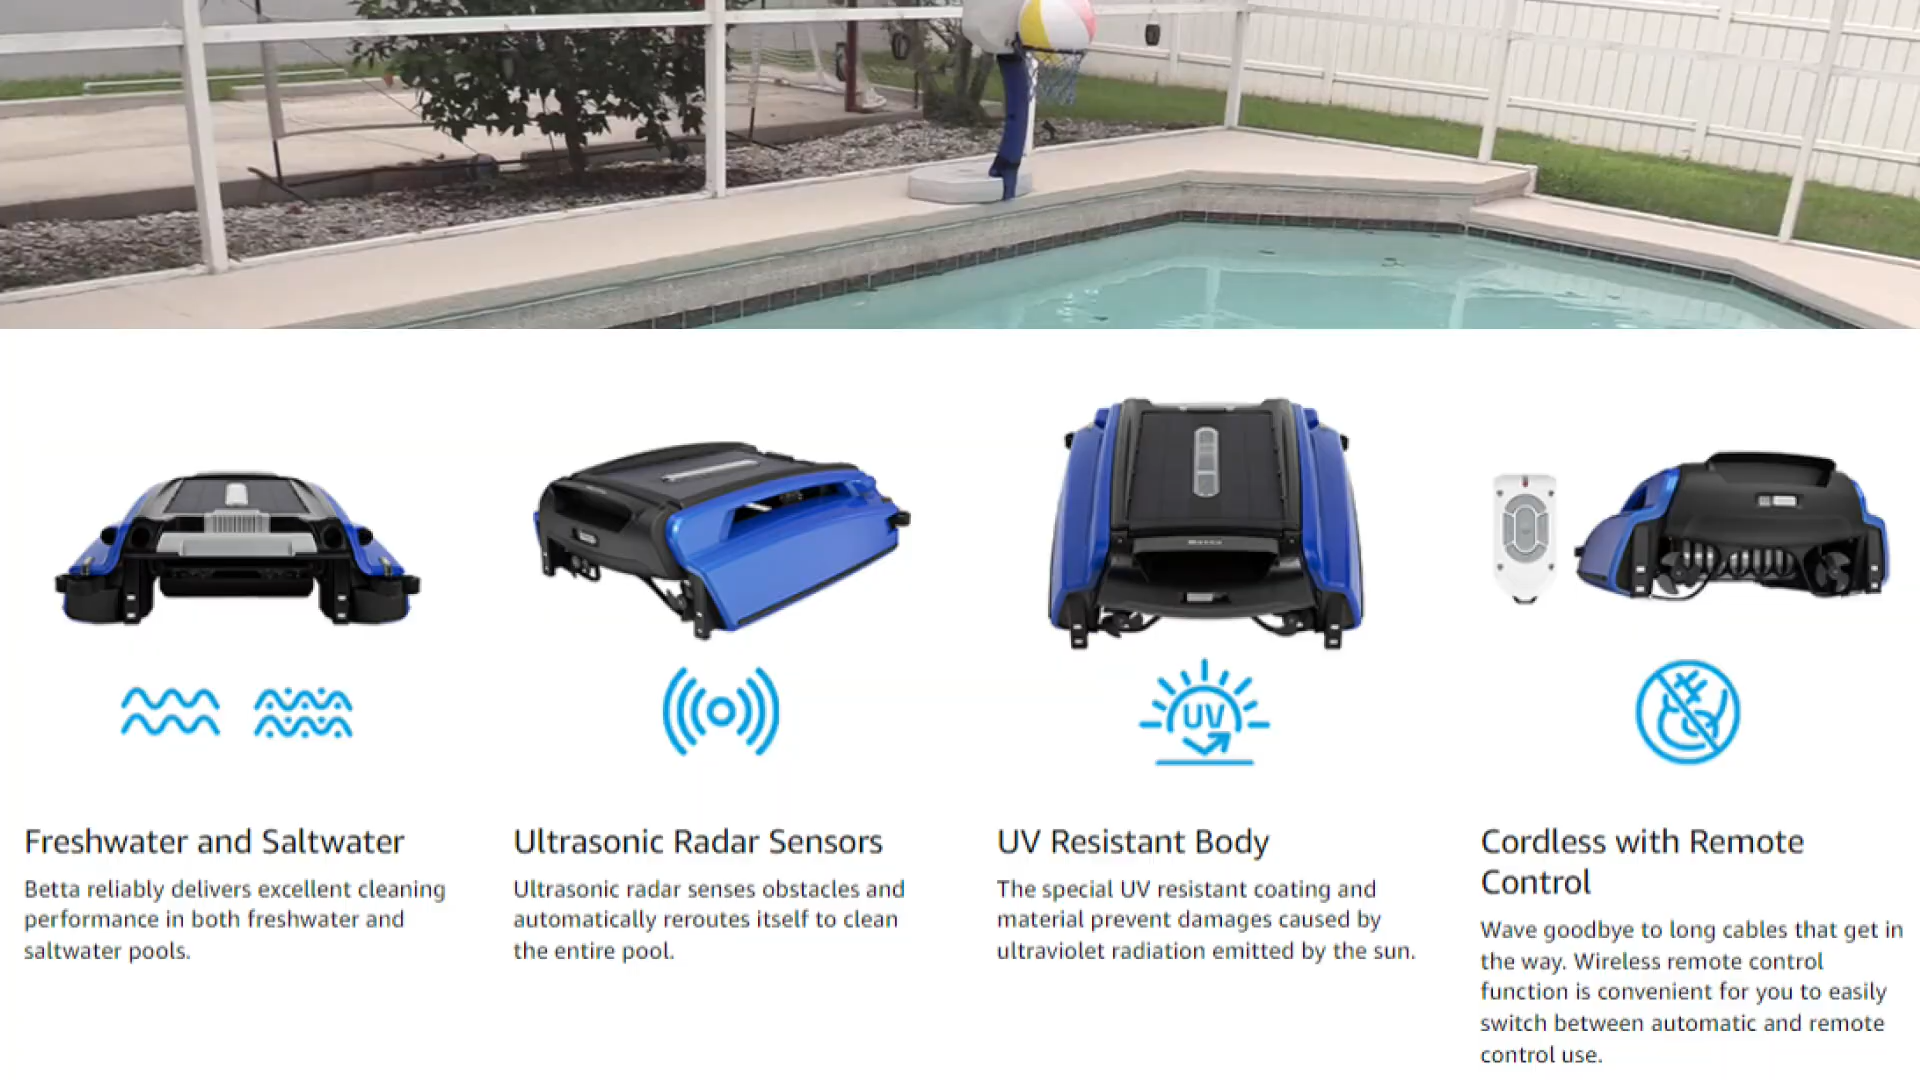 Betta
UV
Freshwater and Saltwater
Betta reliably delivers excellent cleaning
performance in both freshwater and
saltwater pools.
Ultrasonic Radar Sensors
Ultrasonic radar senses obstacles and
automatically reroutes itself to clean
the entire pool.
UV Resistant Body
The special UV resistant coating and
material prevent damages caused by
ultraviolet radiation emitted by the sun.
Cordless with Remote
Control
Wave goodbye to long cables that get in
the way. Wireless remote control
function is convenient for you to easily
switch between automatic and remote
control use.